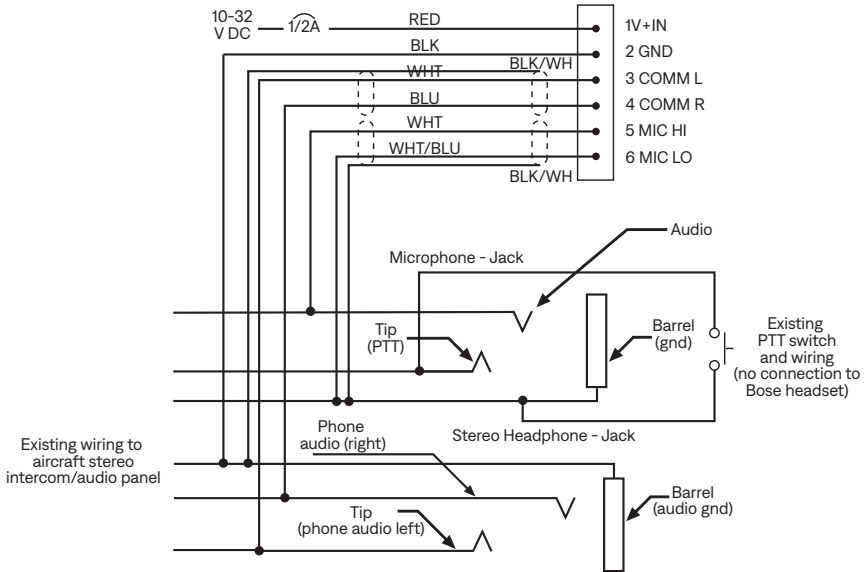 10-32
V DC
1/2A
RED
1V+IN
BLK
2 GND
BLK/WH
WHT
3 COMM L
BLU
4 COMM R
WHT
5 MIC HI
WHT/BLU
6 MIC LO
BLK/WH
Audio
Microphone - Jack
Tip
(PTT)
Barrel
(gnd)
Existing
PTT switch
and wiring
(no connection to
Bose headset)
Phone
audio (right)
Stereo Headphone - Jack
Existing wiring to
aircraft stereo
intercom/audio panel
Tip
(phone audio left)
Barrel
(audio gnd)